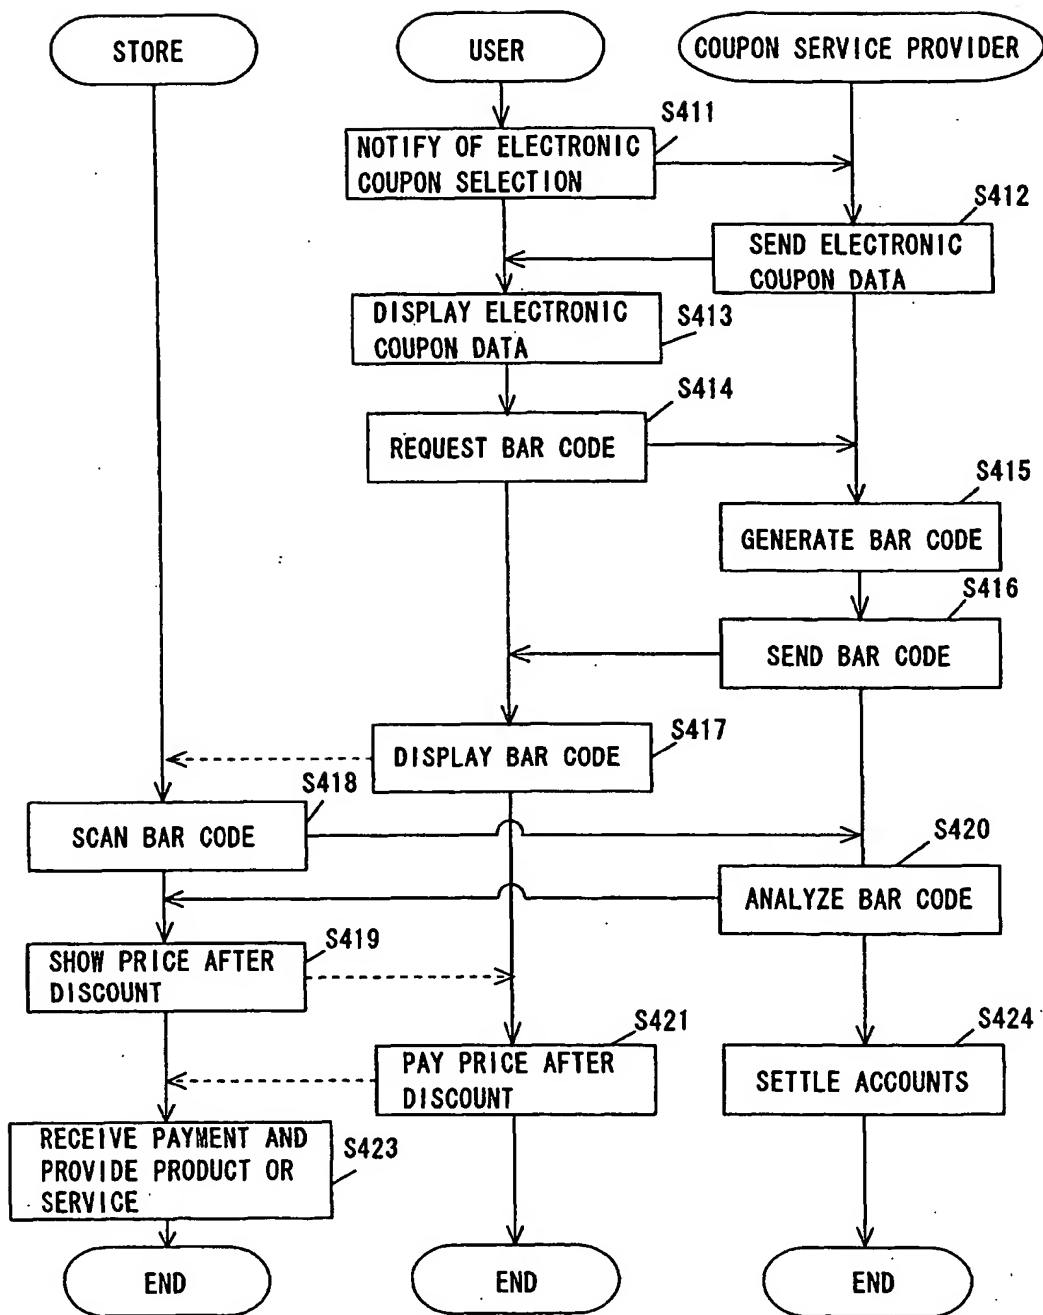 STORE
USER
COUPON SERVICE PROVIDER
S411
NOTIFY OF ELECTRONIC
COUPON SELECTION
S412
SEND ELECTRONIC
COUPON DATA
S413
DISPLAY ELECTRONIC
COUPON DATA
S414
REQUEST BAR CODE
S415
GENERATE BAR CODE
S416
SEND BAR CODE
S417
DISPLAY BAR CODE
S418
SCAN BAR CODE
S420
ANALYZE BAR CODE
S419
SHOW PRICE AFTER
DISCOUNT
S421
PAY PRICE AFTER
DISCOUNT
S424
SETTLE ACCOUNTS
RECEIVE PAYMENT AND
PROVIDE PRODUCT OR
SERVICE
S423
END
END
END